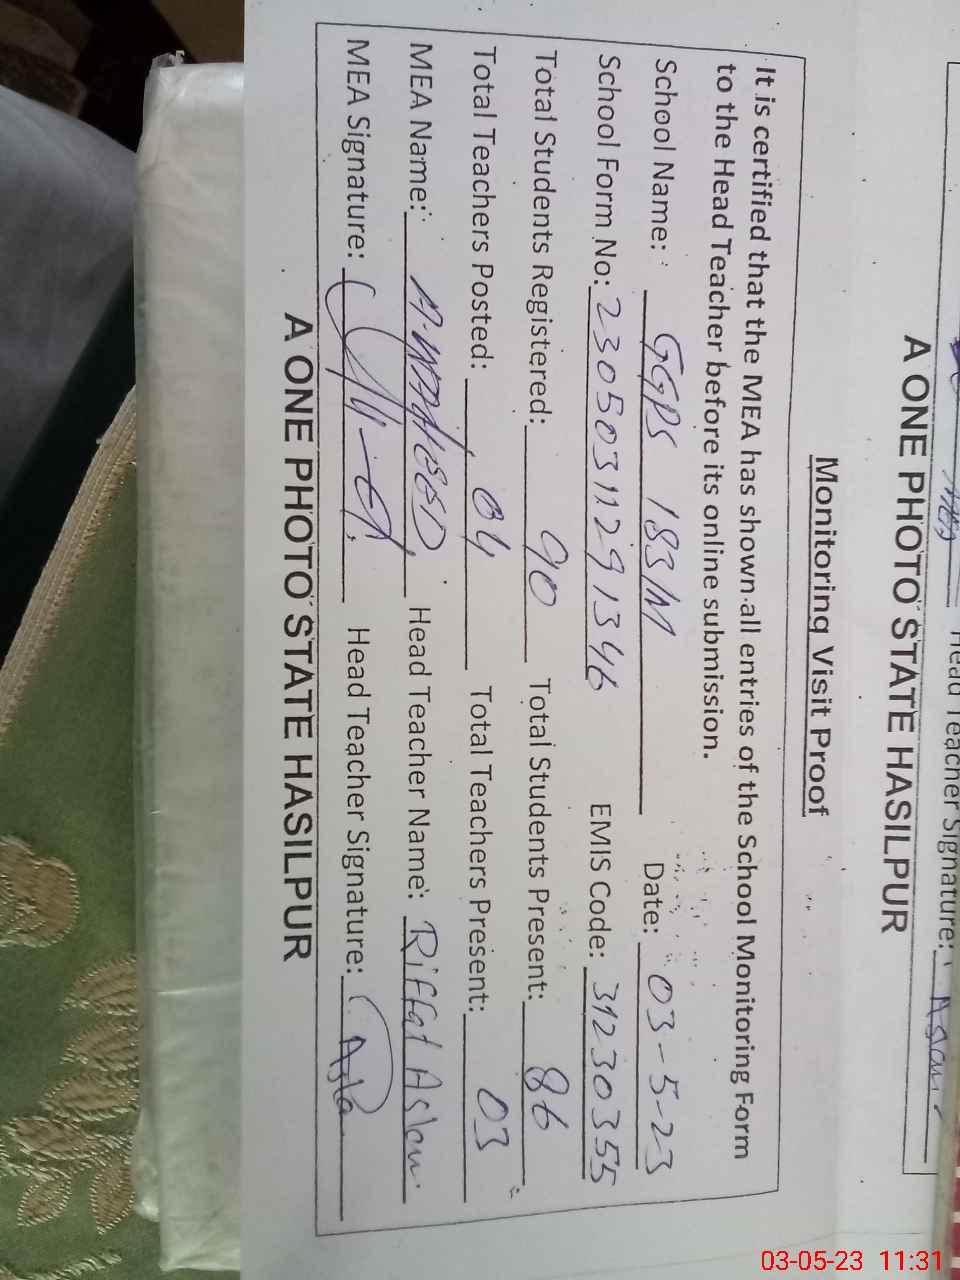 Head Teacher Signature: Aslam
A ONE PHOTO STATE HASILPUR
Monitoring Visit Proof
It is certified that the MEA has shown all entries of the School Monitoring Form
to the Head Teacher before its online submission.
School Name: GGPS 183/M Date: 03-5-23
School Form No: 23050311291346 EMIS Code: 31230355
Total Students Registered: 90 Total Students Present: 86
Total Teachers Posted: 04 Total Teachers Present: 03
MEA Name: A.WAHEED Head Teacher Name: Riffat Aslam
MEA Signature: Head Teacher Signature:
A ONE PHOTO STATE HASILPUR
03-05-23 11:31